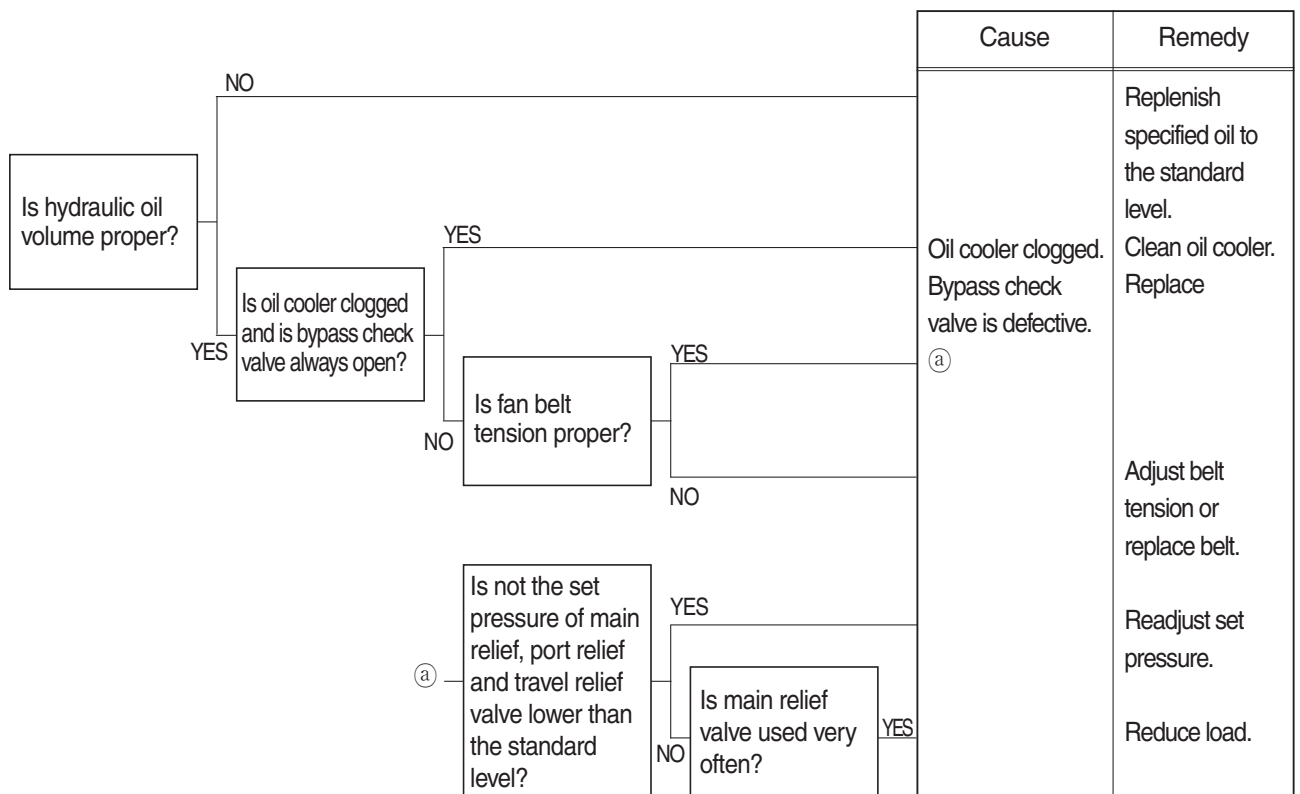 Cause
Remedy
NO
Replenish
specified oil to
the standard
level.
Is hydraulic oil
volume proper?
YES
Oil cooler clogged.
Clean oil cooler.
Bypass check
Replace
valve is defective.
YES
Is oil cooler clogged
and is bypass check
valve always open?
YES
ⓐ
NO
Is fan belt
tension proper?
NO
Adjust belt
tension or
replace belt.
ⓐ
Is not the set
pressure of main
relief, port relief
and travel relief
valve lower than
the standard
level?
YES
Readjust set
pressure.
NO
Is main relief
valve used very
often?
YES
Reduce load.